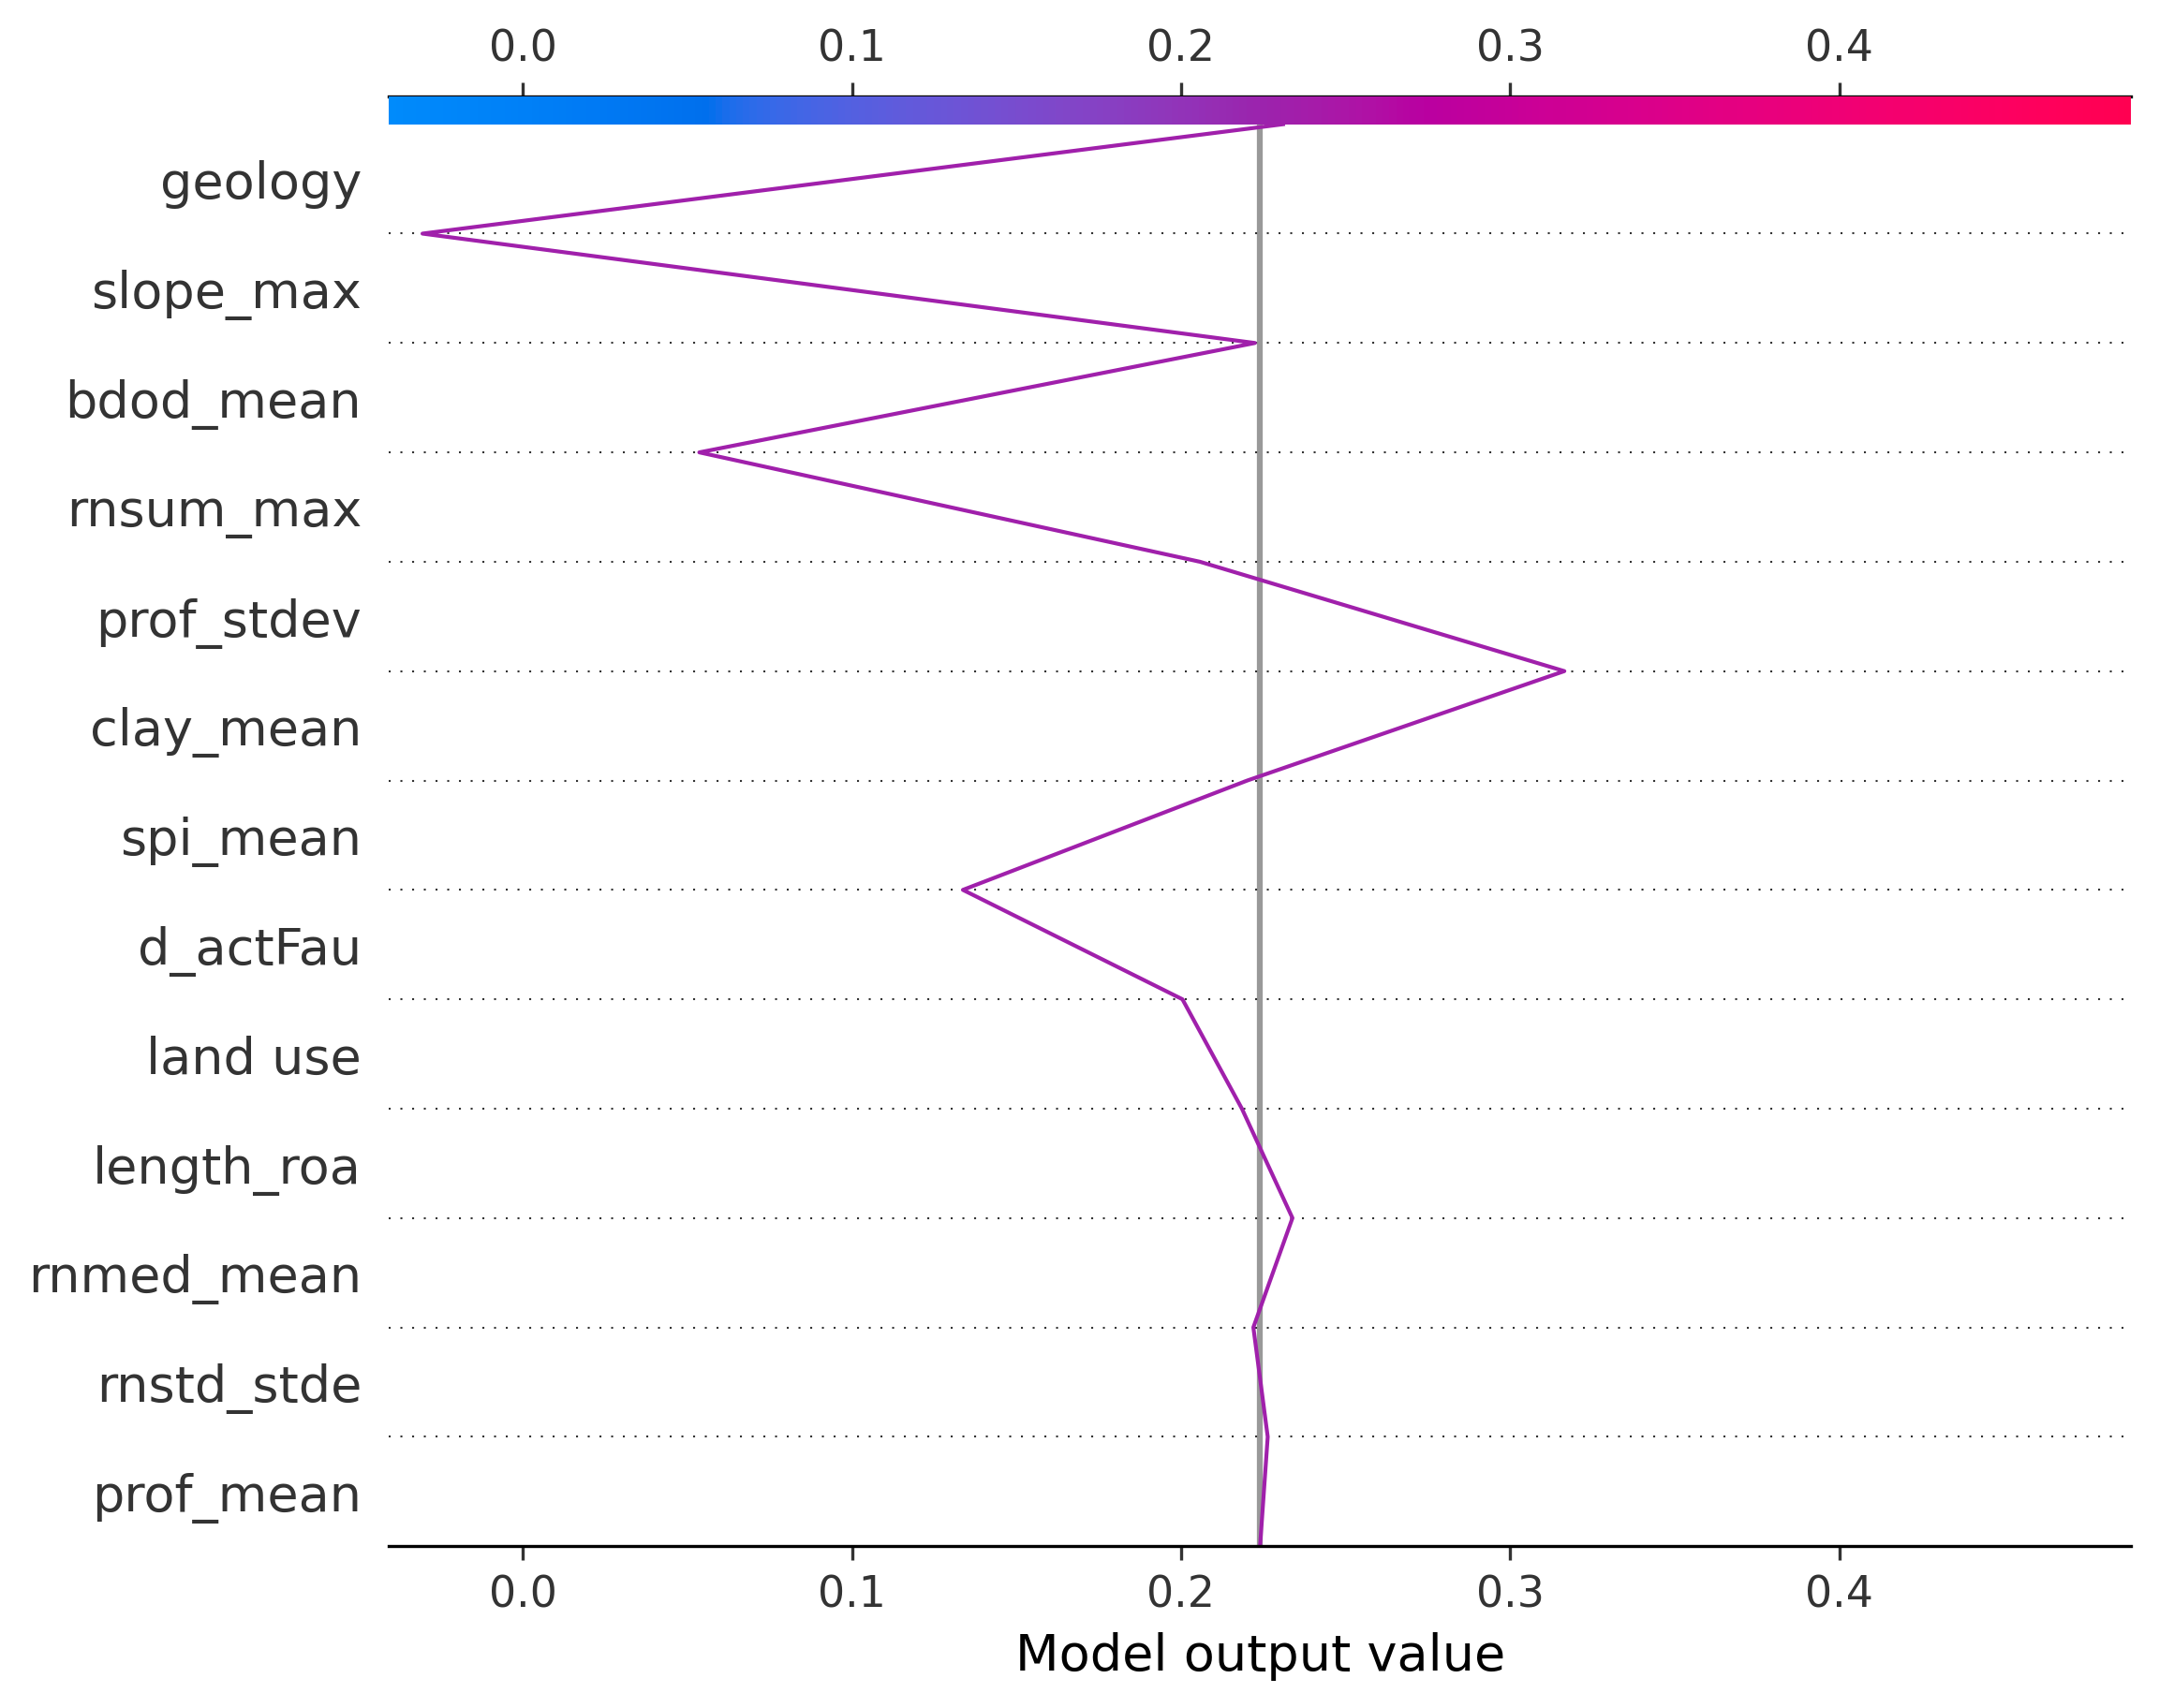 0.0 0.1 0.2 0.3 0.4
geology
slope_max
bdod_mean
rnsum_max
prof_stdev
clay_mean
spi_mean
d_actFau
land use
length_roa
rnmed_mean
rnstd_stde
prof_mean
0.0 0.1 0.2 0.3 0.4
Model output value